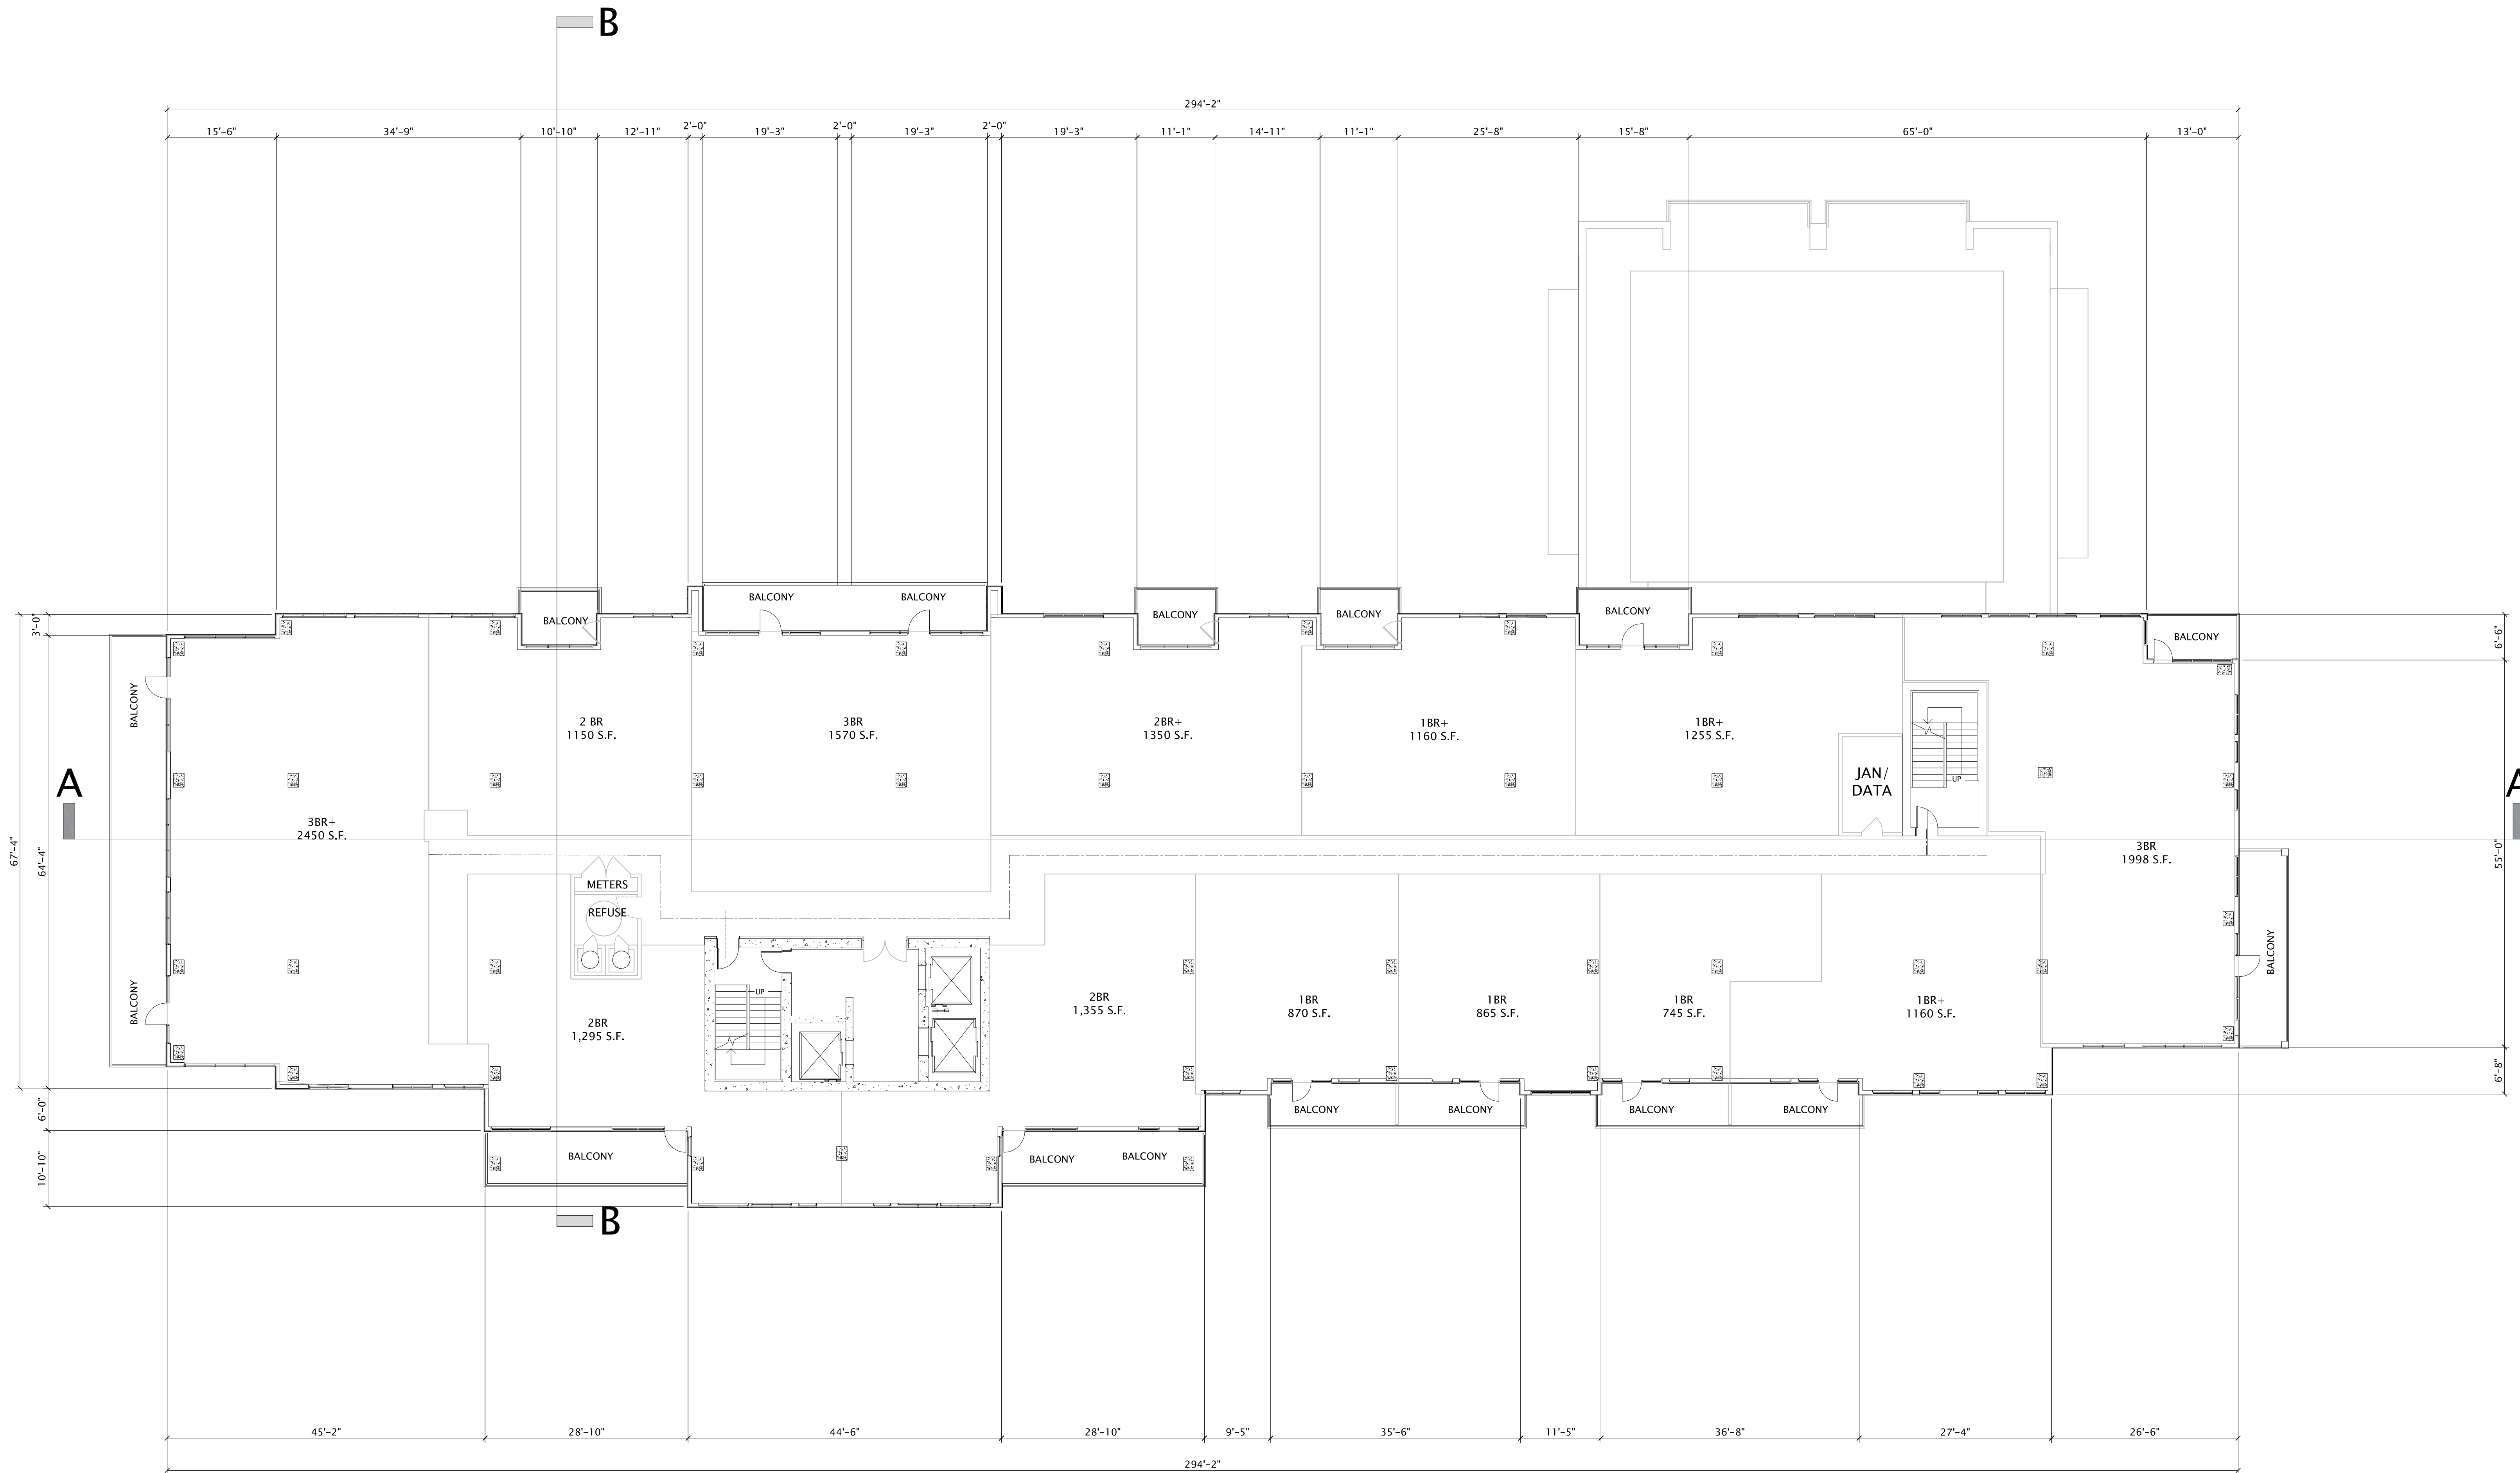 B
294'-2"
15'-6" 34'-9" 10'-10" 12'-11" 2'-0" 19'-3" 2'-0" 19'-3" 2'-0" 19'-3" 11'-1" 14'-11" 11'-1" 25'-8" 15'-8" 65'-0" 13'-0"
BALCONY
BALCONY
BALCONY
BALCONY
BALCONY
BALCONY
BALCONY
3'-0"
6'-6"
BALCONY
2 BR
1150 S.F.
3BR
1570 S.F.
2BR+
1350 S.F.
1BR+
1160 S.F.
1BR+
1255 S.F.
A
JAN/
DATA
UP
A
3BR+
2450 S.F.
3BR
1998 S.F.
67'-4"
64'-4"
55'-0"
METERS
REFUSE
BALCONY
BALCONY
UP
2BR
1,295 S.F.
2BR
1,355 S.F.
1BR
870 S.F.
1BR
865 S.F.
1BR
745 S.F.
1BR+
1160 S.F.
6'-8"
6'-0"
BALCONY
BALCONY
BALCONY
BALCONY
10'-10"
BALCONY
BALCONY
BALCONY
B
45'-2" 28'-10" 44'-6" 28'-10" 9'-5" 35'-6" 11'-5" 36'-8" 27'-4" 26'-6"
294'-2"